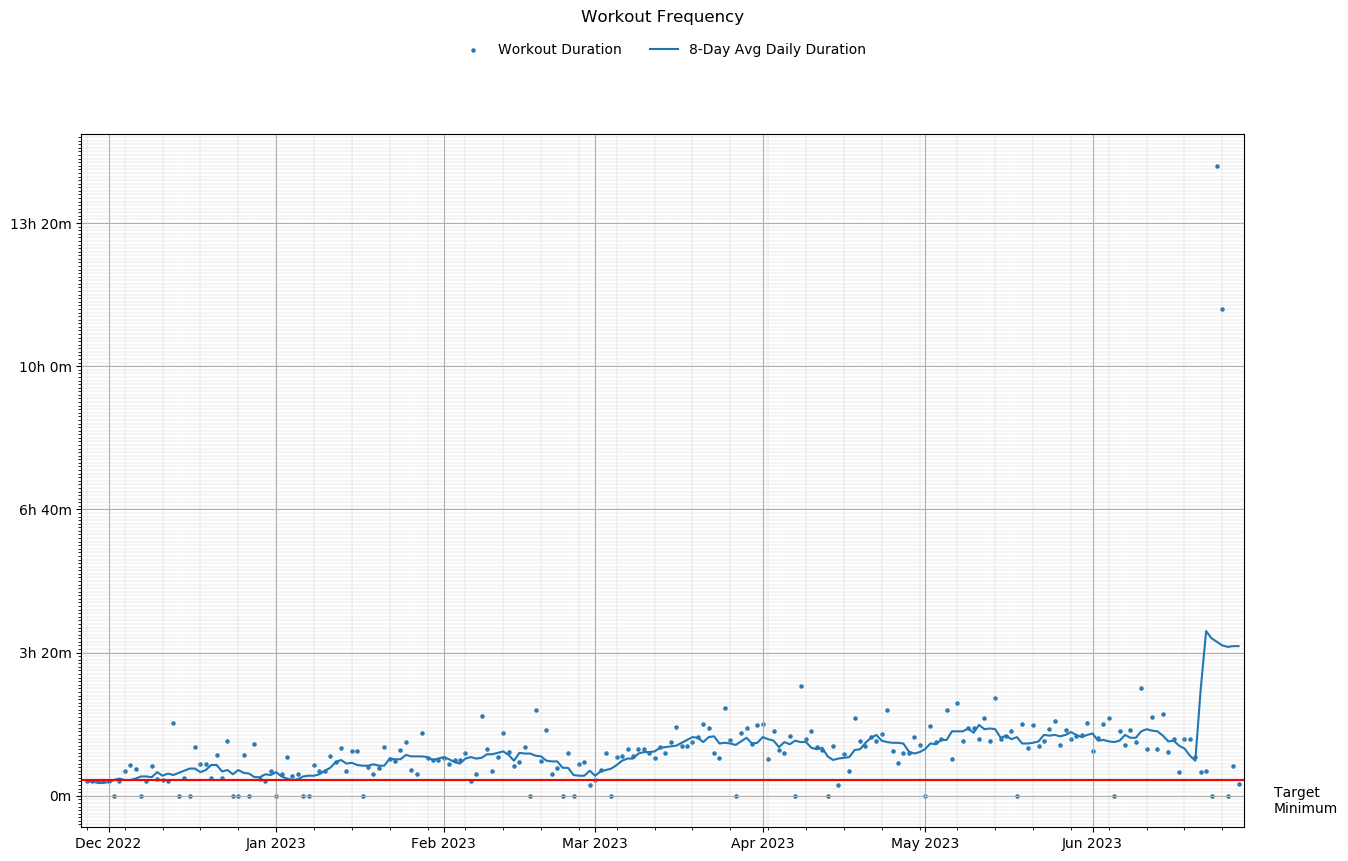 Workout Frequency
Workout Duration
8-Day Avg Daily Duration
13h 20m
10h 0m
6h 40m
3h 20m
0m
Target
Minimum
Dec 2022
Jan 2023
Feb 2023
Mar 2023
Apr 2023
May 2023
Jun 2023